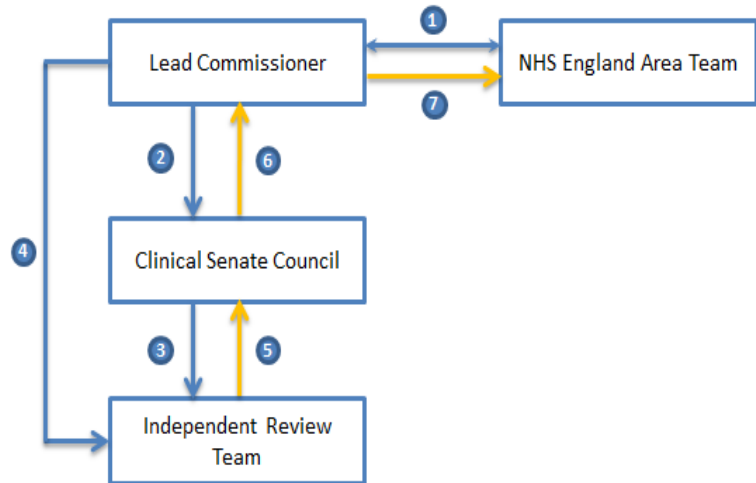 1
Lead Commissioner
NHS England Area Team
7
2
6
4
Clinical Senate Council
3
5
Independent Review
Team